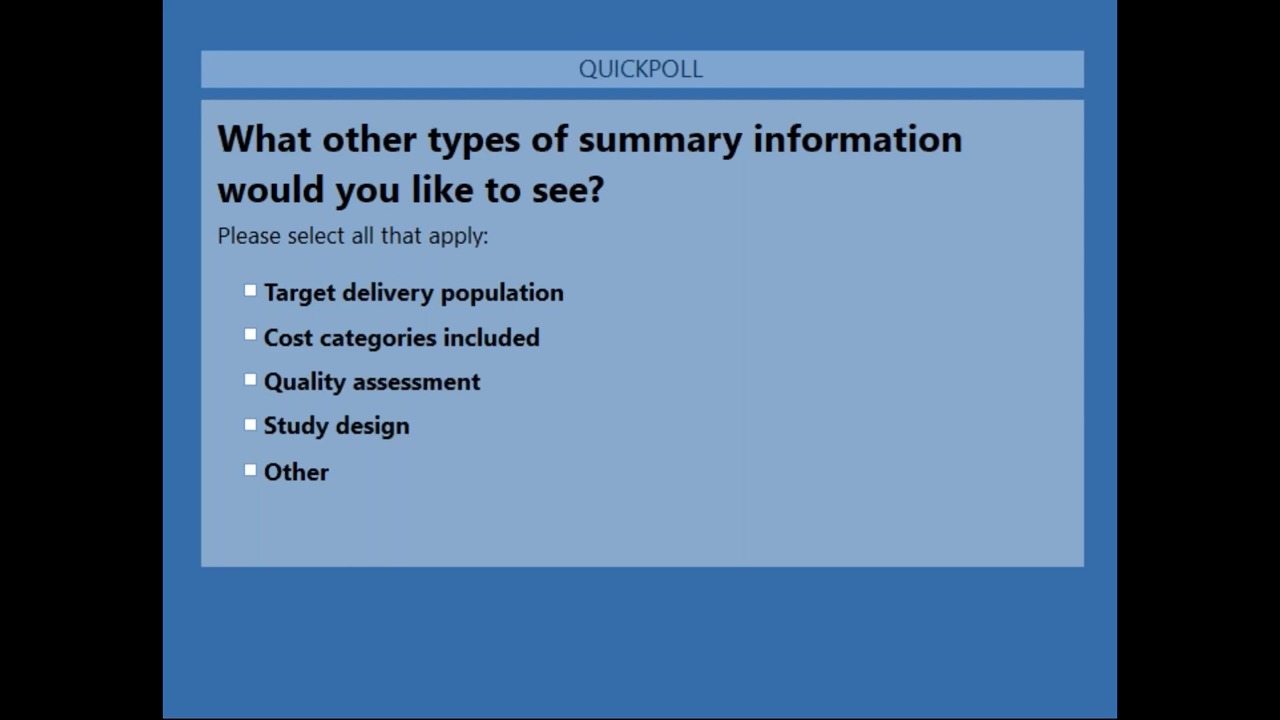 QUICKPOLL
What other types of summary information
would you like to see?
Please select all that apply:
Target delivery population
Cost categories included
Quality assessment
Study design
Other